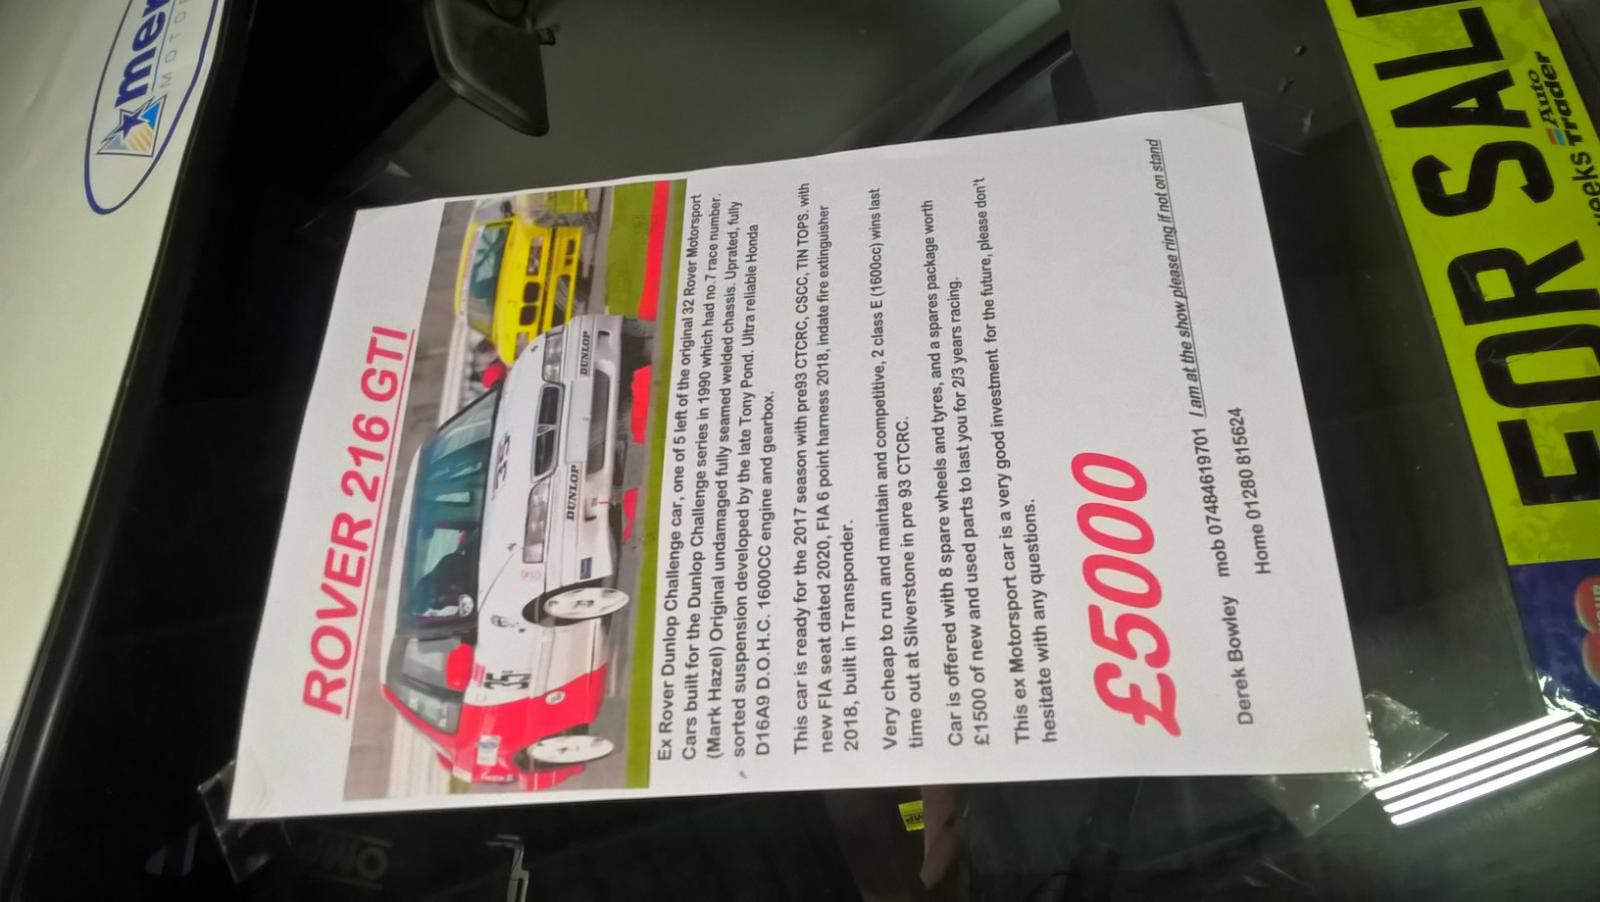 ROVER 216 GTI
DUNLOP
DUNLOP
35
Ex Rover Dunlop Challenge car, one of 5 left of the original 32 Rover Motorsport
Cars built for the Dunlop Challenge series in 1990 which had no.7 race number.
(Mark Hazel) Original undamaged fully seamed welded chassis. Uprated, fully
sorted suspension developed by the late Tony Pond. Ultra reliable Honda
D16A9 D.O.H.C. 1600CC engine and gearbox.
This car is ready for the 2017 season with pre93 CTCRC, CSCC, TIN TOPS. with
new FIA seat dated 2020, FIA 6 point harness 2018, indate fire extinguisher
2018, built in Transponder.
Very cheap to run and maintain and competitive, 2 class E (1600cc) wins last
time out at Silverstone in pre 93 CTCRC.
Car is offered with 8 spare wheels and tyres, and a spares package worth
£1500 of new and used parts to last you for 2/3 years racing.
This ex Motorsport car is a very good investment for the future, please don't
hesitate with any questions.
£5000
Derek Bowley mob 07484619701 I am at the show please ring if not on stand
Home 01280 815624
FOR SAL
Auto
Trader
OMO